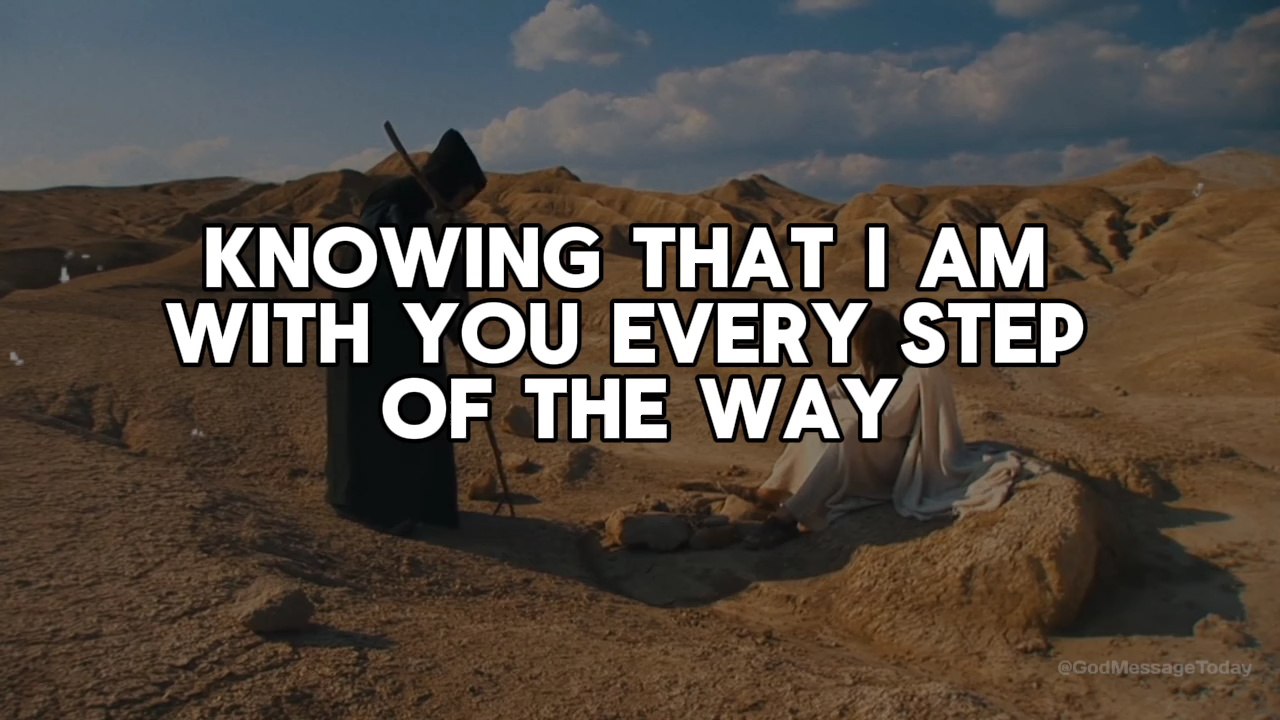 KNOWING THAT I AM
WITH YOU EVERY STEP
OF THE WAY
@GodMessageToday